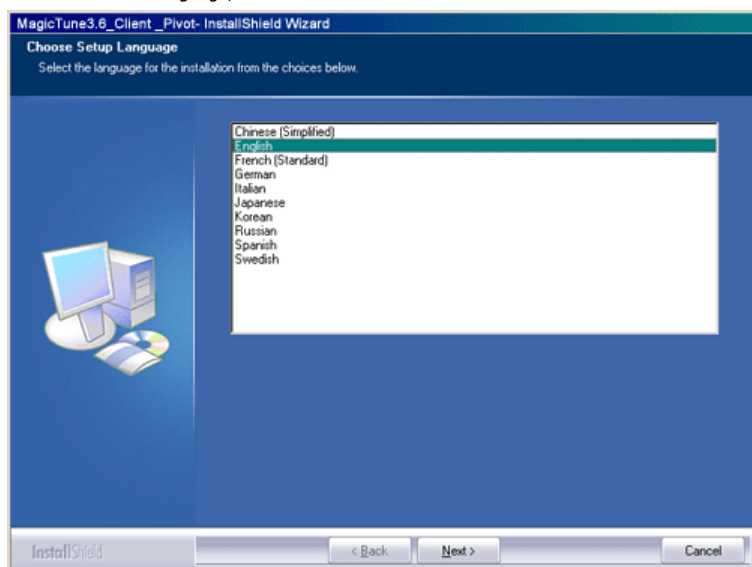 MagicTune3.6_Client _Pivot- InstallShield Wizard
Choose Setup Language
Select the language for the installation from the choices below.
Chinese (Simplified)
English
French (Standard)
German
Italian
Japanese
Korean
Russian
Spanish
Swedish
InstallShield
< Back
Next >
Cancel